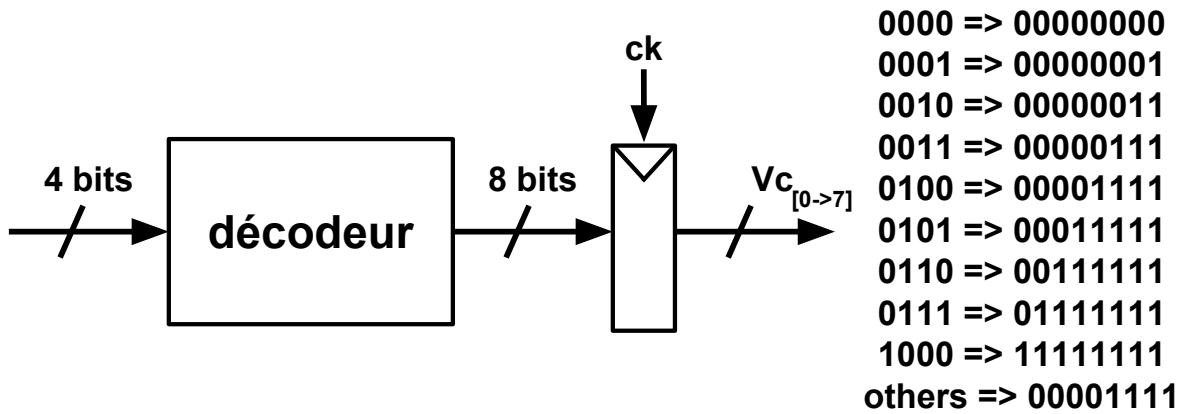 4 bits
décodeur
8 bits
ck
Vc[0->7]
0000 => 00000000
0001 => 00000001
0010 => 00000011
0011 => 00000111
0100 => 00001111
0101 => 00011111
0110 => 00111111
0111 => 01111111
1000 => 11111111
others => 00001111